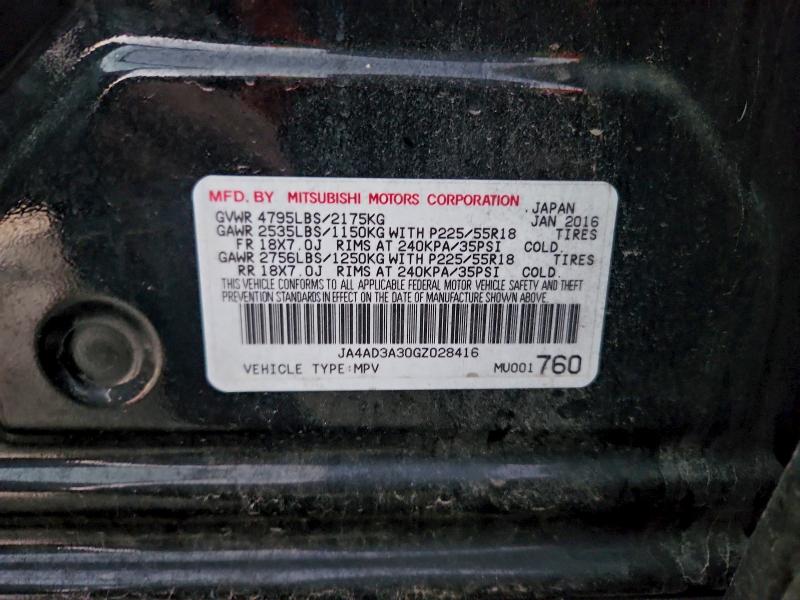 MFD. BY MITSUBISHI MOTORS CORPORATION JAPAN
GVWR 4795LBS/2175KG JAN 2016
GAWR 2535LBS/1150KG WITH P225/55R18 TIRES
FR 18X7.0J RIMS AT 240KPA/35PSI COLD.
GAWR 2756LBS/1250KG WITH P225/55R18 TIRES
RR 18X7.0J RIMS AT 240KPA/35PSI COLD.
THIS VEHICLE CONFORMS TO ALL APPLICABLE FEDERAL MOTOR VEHICLE SAFETY AND THEFT
PREVENTION STANDARDS IN EFFECT ON THE DATE OF MANUFACTURE SHOWN ABOVE.
JA4AD3A30GZ028416
VEHICLE TYPE:MPV MU001760